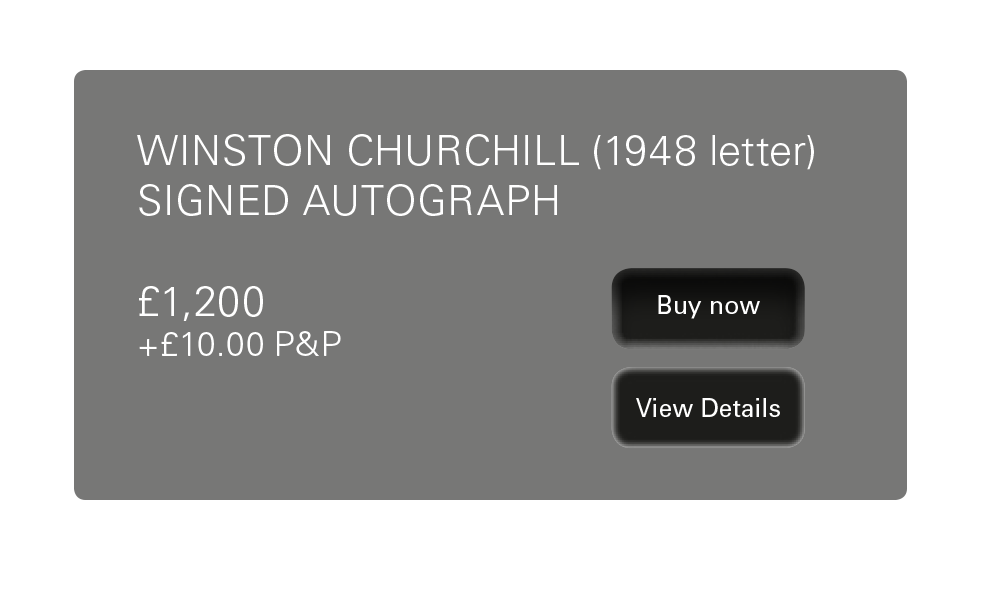 WINSTON CHURCHILL (1948 letter)
SIGNED AUTOGRAPH
£1,200
+£10.00 P&P
Buy now
View Details